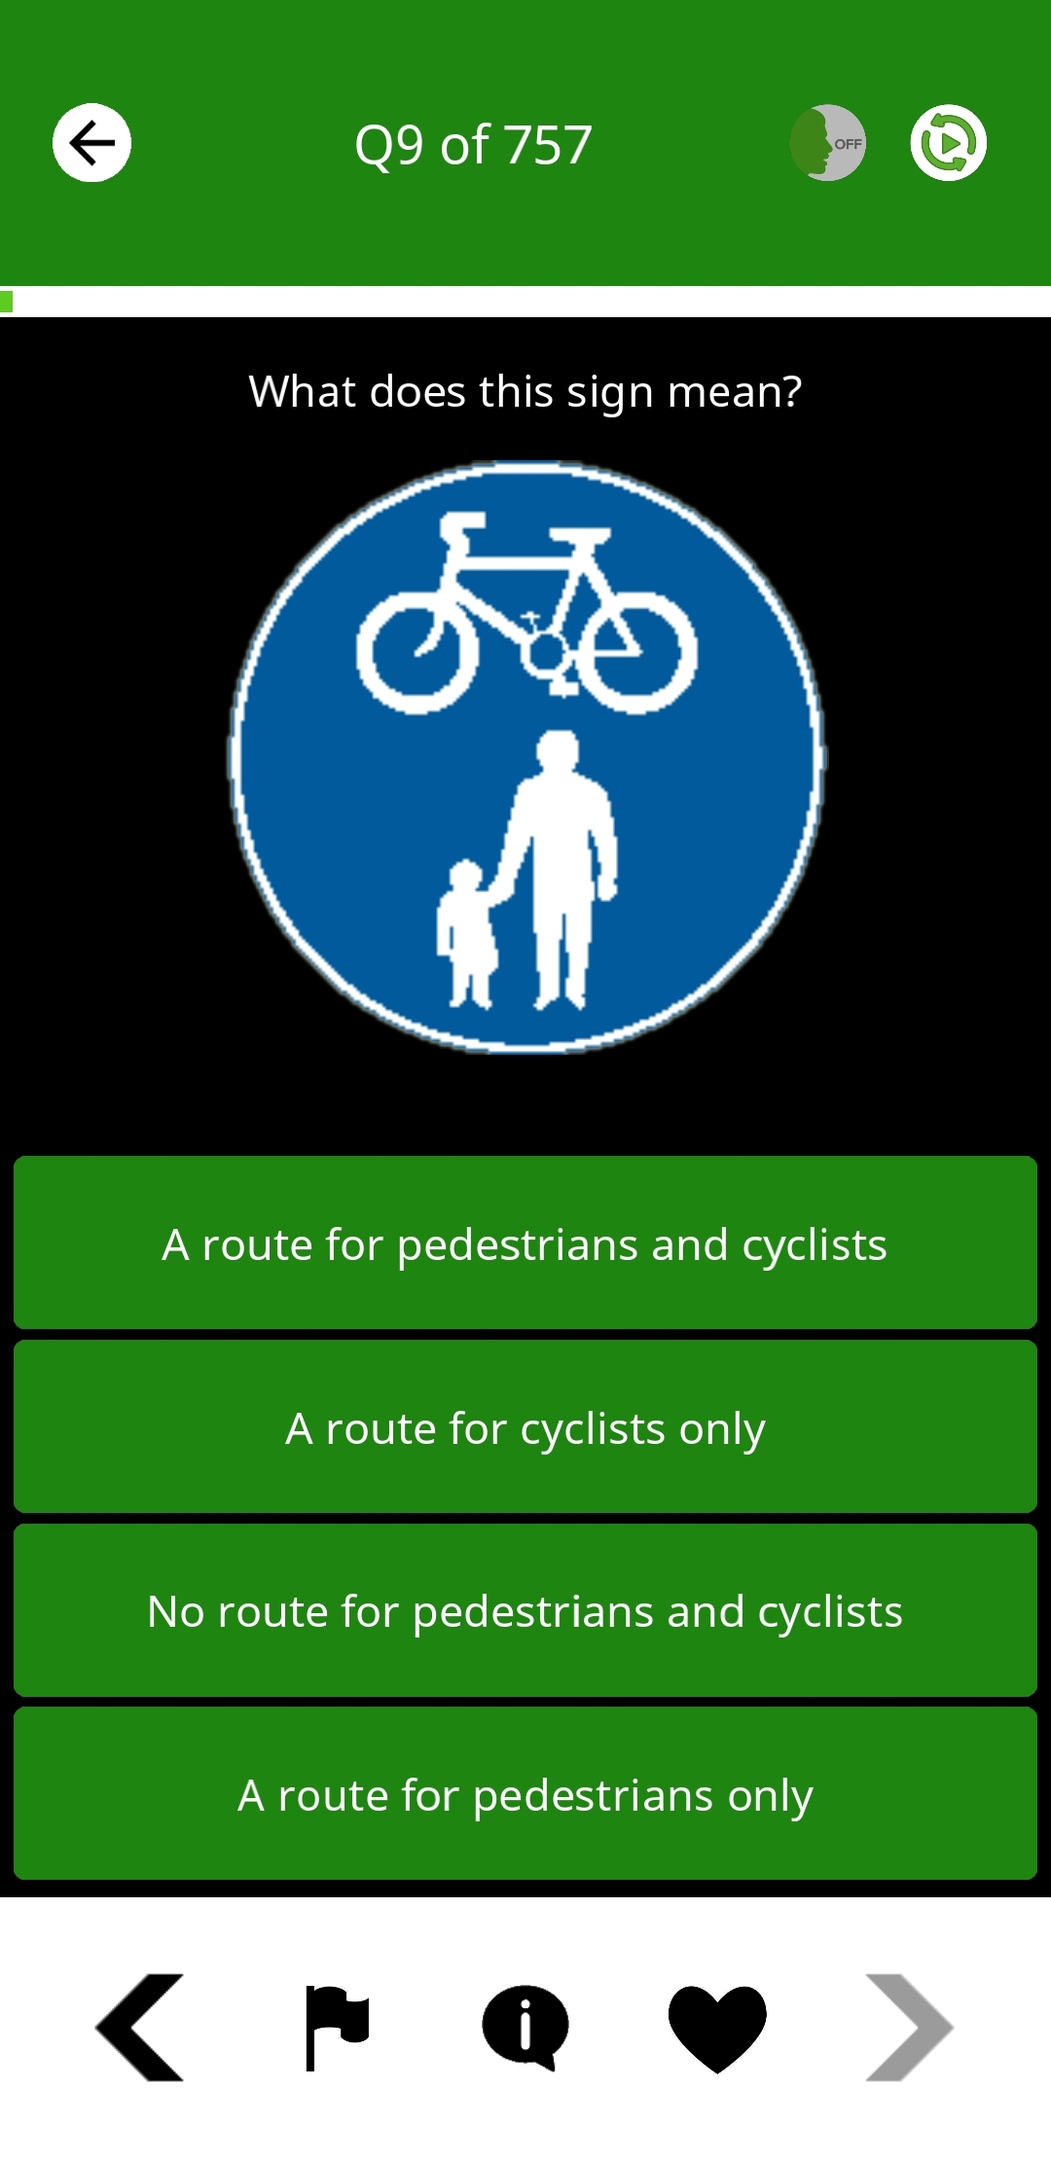 Q9 of 757
OFF
What does this sign mean?
A route for pedestrians and cyclists
A route for cyclists only
No route for pedestrians and cyclists
A route for pedestrians only